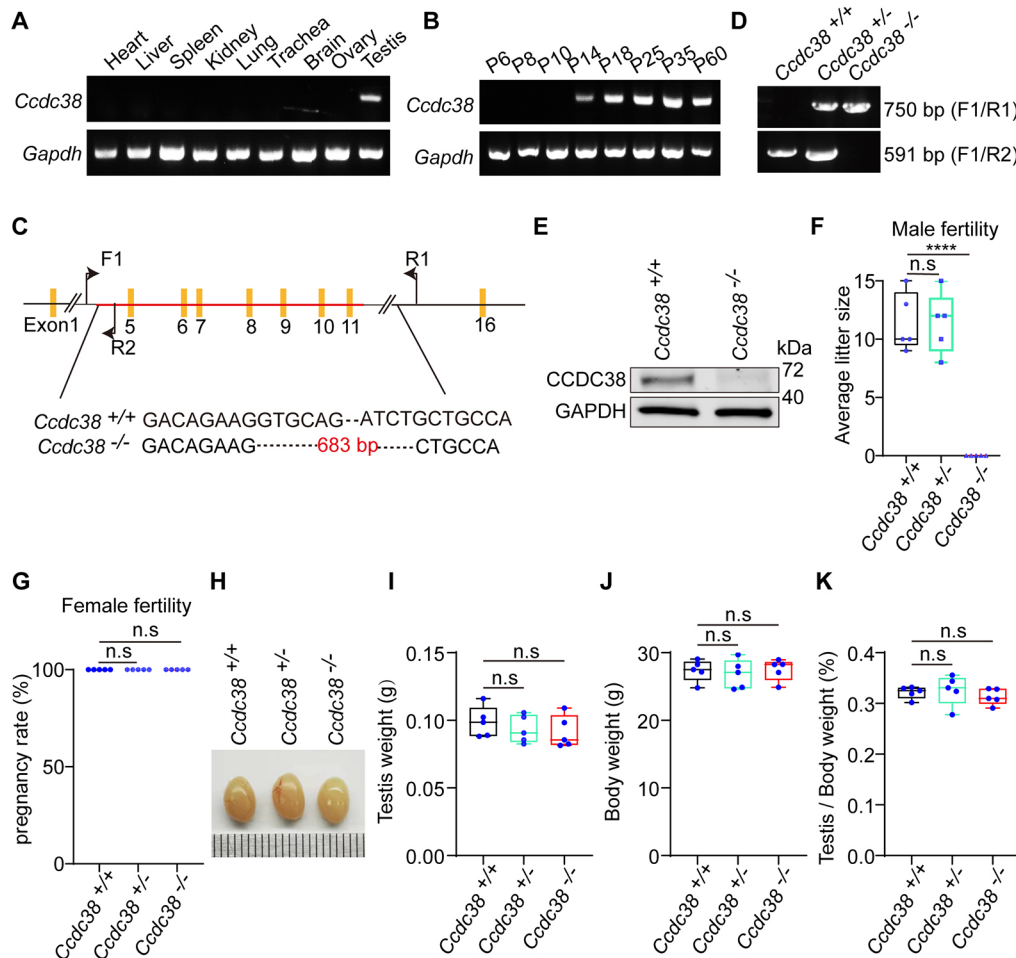 A
Heart
Liver
Spleen
Kidney
Lung
Trachea
Brain
Ovary
Testis
Ccdc38
Gapdh
B
P6
P8
P10
P14
P18
P25
P35
P60
Ccdc38
Gapdh
D
Ccdc38 +/+
Ccdc38 +/-
Ccdc38 -/-
750 bp (F1/R1)
591 bp (F1/R2)
C
F1
R1
Exon1
5
6
7
8
9
10
11
16
R2
Ccdc38 +/+ GACAGAAGGTGCAG--ATCTGCTGCCA
Ccdc38 -/- GACAGAAG---------683 bp-----CTGCCA
E
Ccdc38 +/+
Ccdc38 -/-
kDa
CCDC38
72
40
GAPDH
F
Male fertility
****
n.s
Average litter size
15
10
5
0
Ccdc38 +/+
Ccdc38 +/-
Ccdc38 -/-
G
Female fertility
n.s
n.s
pregnancy rate (%)
100
50
0
Ccdc38 +/+
Ccdc38 +/-
Ccdc38 -/-
H
Ccdc38 +/+
Ccdc38 +/-
Ccdc38 -/-
I
n.s
n.s
Testis weight (g)
0.15
0.10
0.05
0.00
Ccdc38 +/+
Ccdc38 +/-
Ccdc38 -/-
J
n.s
n.s
Body weight (g)
30
20
10
0
Ccdc38 +/+
Ccdc38 +/-
Ccdc38 -/-
K
n.s
n.s
Testis / Body weight (%)
0.4
0.3
0.2
0.1
0.0
Ccdc38 +/+
Ccdc38 +/-
Ccdc38 -/-